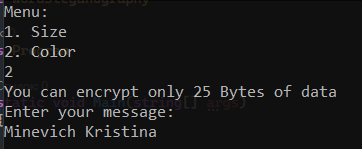 Menu:
1. Size
2. Color
2
You can encrypt only 25 Bytes of data
Enter your message:
Minevich Kristina